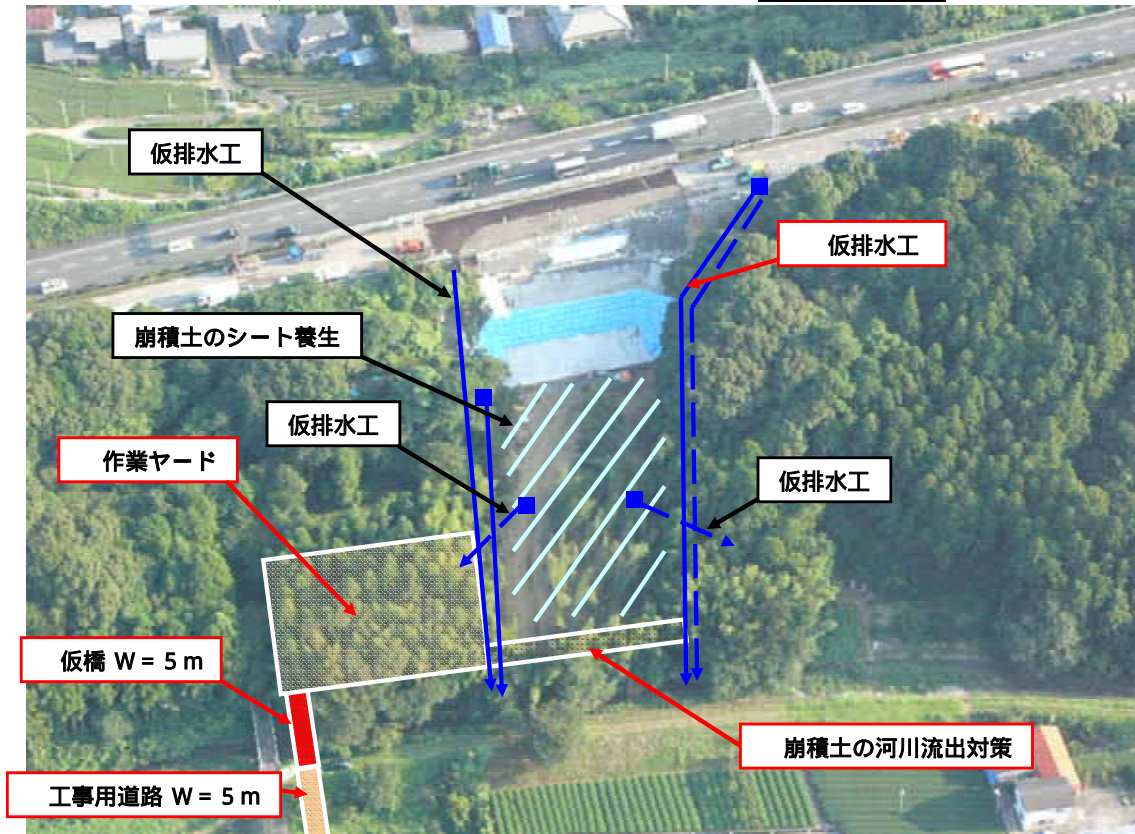 仮排水工
仮排水工
崩積土のシート養生
仮排水工
作業ヤード
仮排水工
仮橋 W = 5 m
崩積土の河川流出対策
工事用道路 W = 5 m